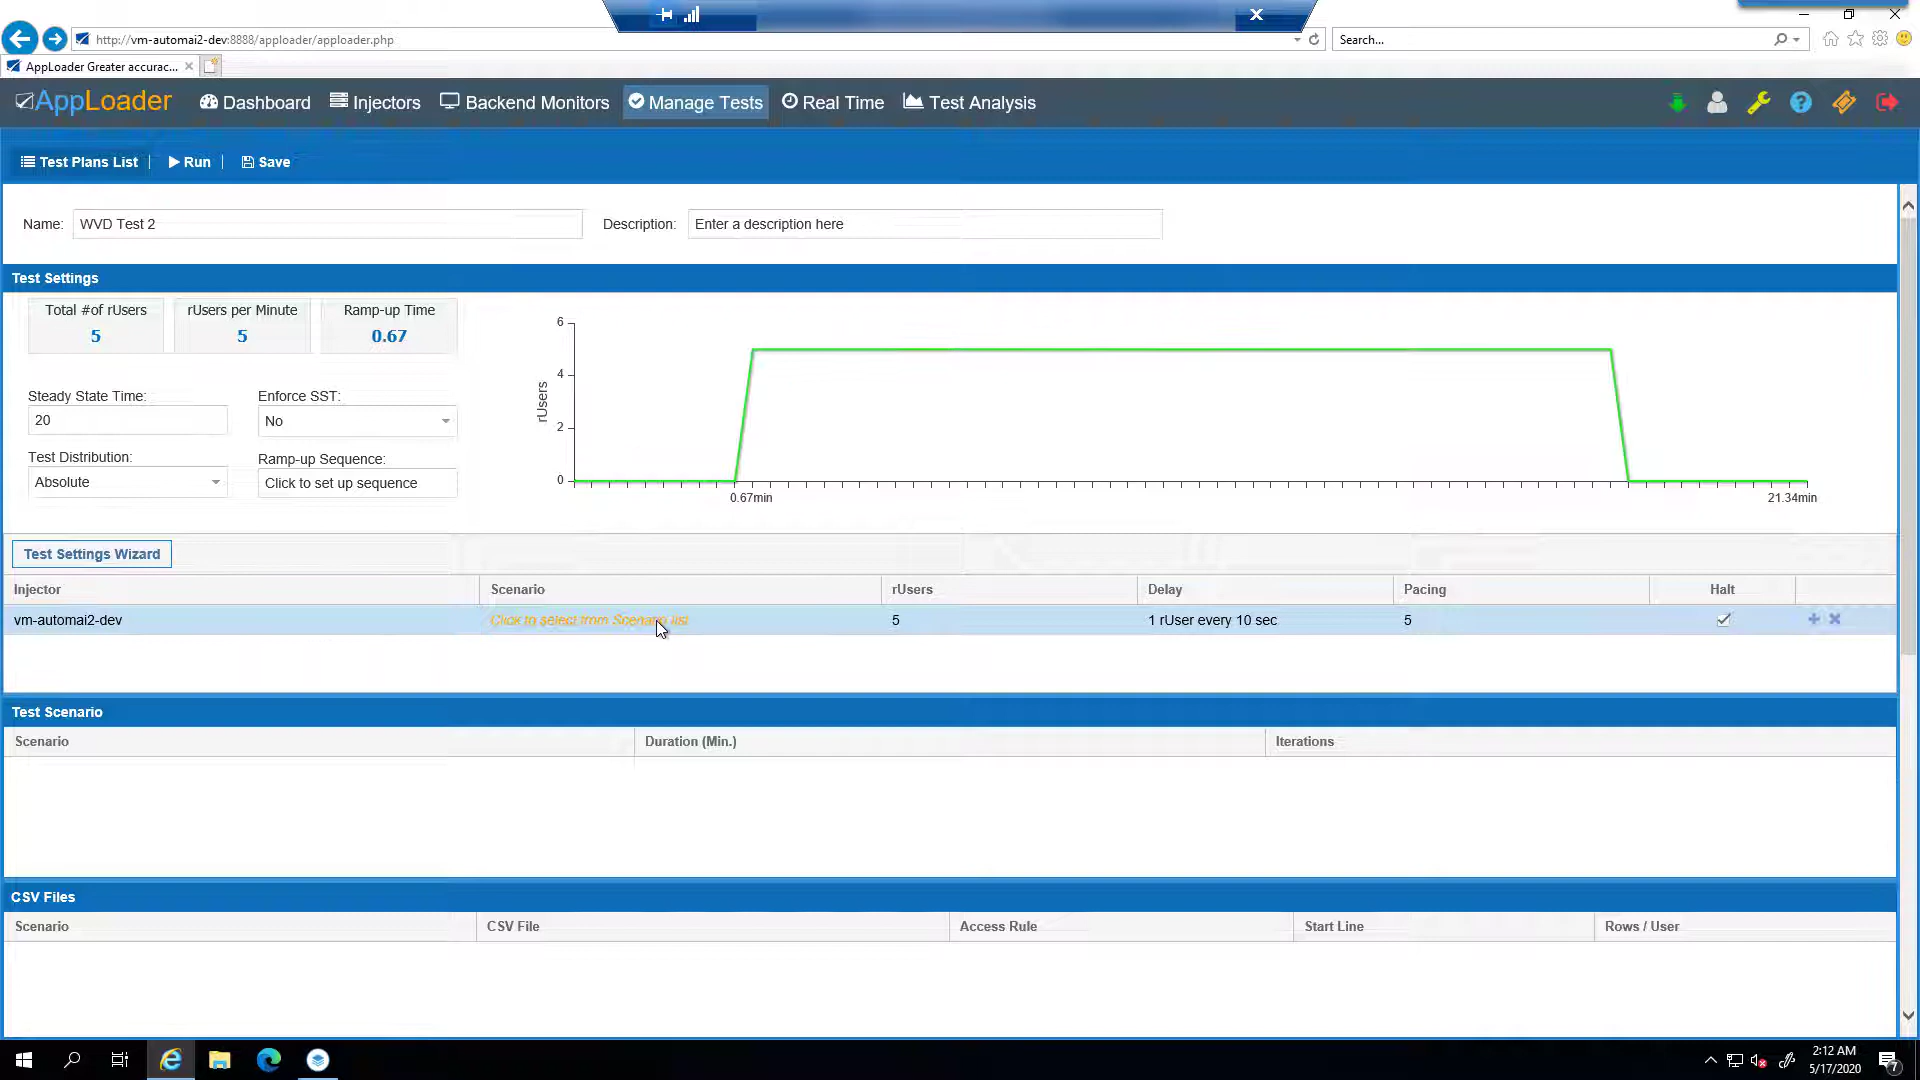 http://vm-automai2-dev:8888/apploader/apploader.php
Search...
AppLoader Greater accurac...
AppLoader
Dashboard
Injectors
Backend Monitors
Manage Tests
Real Time
Test Analysis
Test Plans List
Run
Save
Name:
WVD Test 2
Description:
Enter a description here
Test Settings
Total #of rUsers
5
rUsers per Minute
5
Ramp-up Time
0.67
Steady State Time:
20
Enforce SST:
No
Test Distribution:
Absolute
Ramp-up Sequence:
Click to set up sequence
rUsers
6
4
2
0
0.67min
21.34min
Test Settings Wizard
Injector
Scenario
rUsers
Delay
Pacing
Halt
vm-automai2-dev
Click to select from Scenario list
5
1 rUser every 10 sec
5
Test Scenario
Scenario
Duration (Min.)
Iterations
CSV Files
Scenario
CSV File
Access Rule
Start Line
Rows / User
2:12 AM
5/17/2020
7